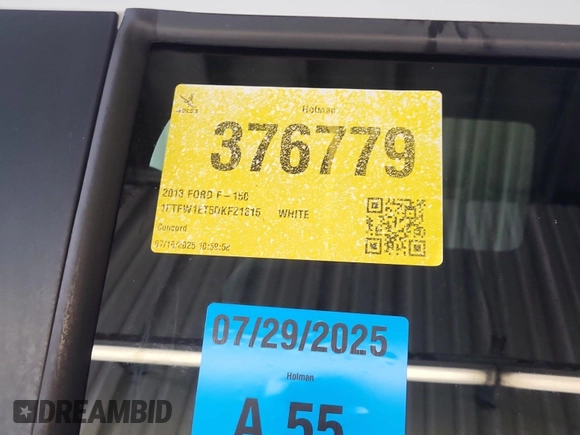 Holman
376779
2013 FORD F-150
WHITE
Concord
07/29/2025
Holman
A 55
DREAMBID